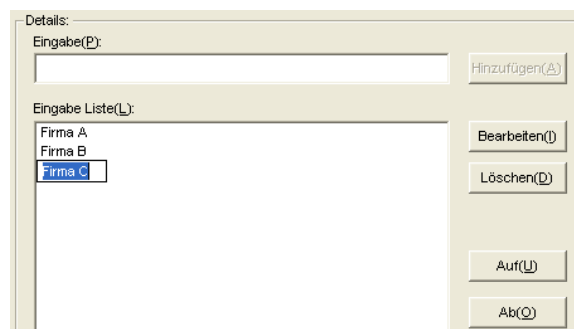 Details:
Eingabe(P):
Hinzufügen(A)
Eingabe Liste(L):
Firma A
Firma B
Firma C
Bearbeiten(I)
Löschen(D)
Auf(U)
Ab(O)